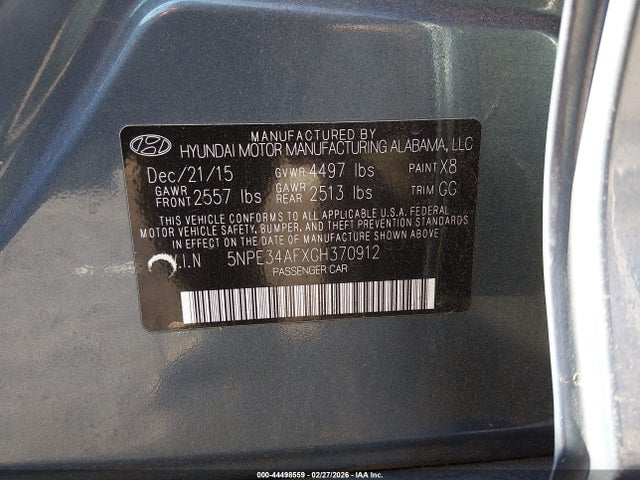 MANUFACTURED BY
HYUNDAI MOTOR MANUFACTURING ALABAMA, LLC
Dec/21/15 GVWR 4497 lbs PAINT X8
GAWR FRONT 2557 lbs GAWR REAR 2513 lbs TRIM GG
THIS VEHICLE CONFORMS TO ALL APPLICABLE U.S.A. FEDERAL
MOTOR VEHICLE SAFETY, BUMPER, AND THEFT PREVENTION STANDARDS
IN EFFECT ON THE DATE OF MANUFACTURE SHOWN ABOVE.
V.I.N 5NPE34AFXGH370912
PASSENGER CAR
000-44498559 - 02/27/2026 - IAA Inc.